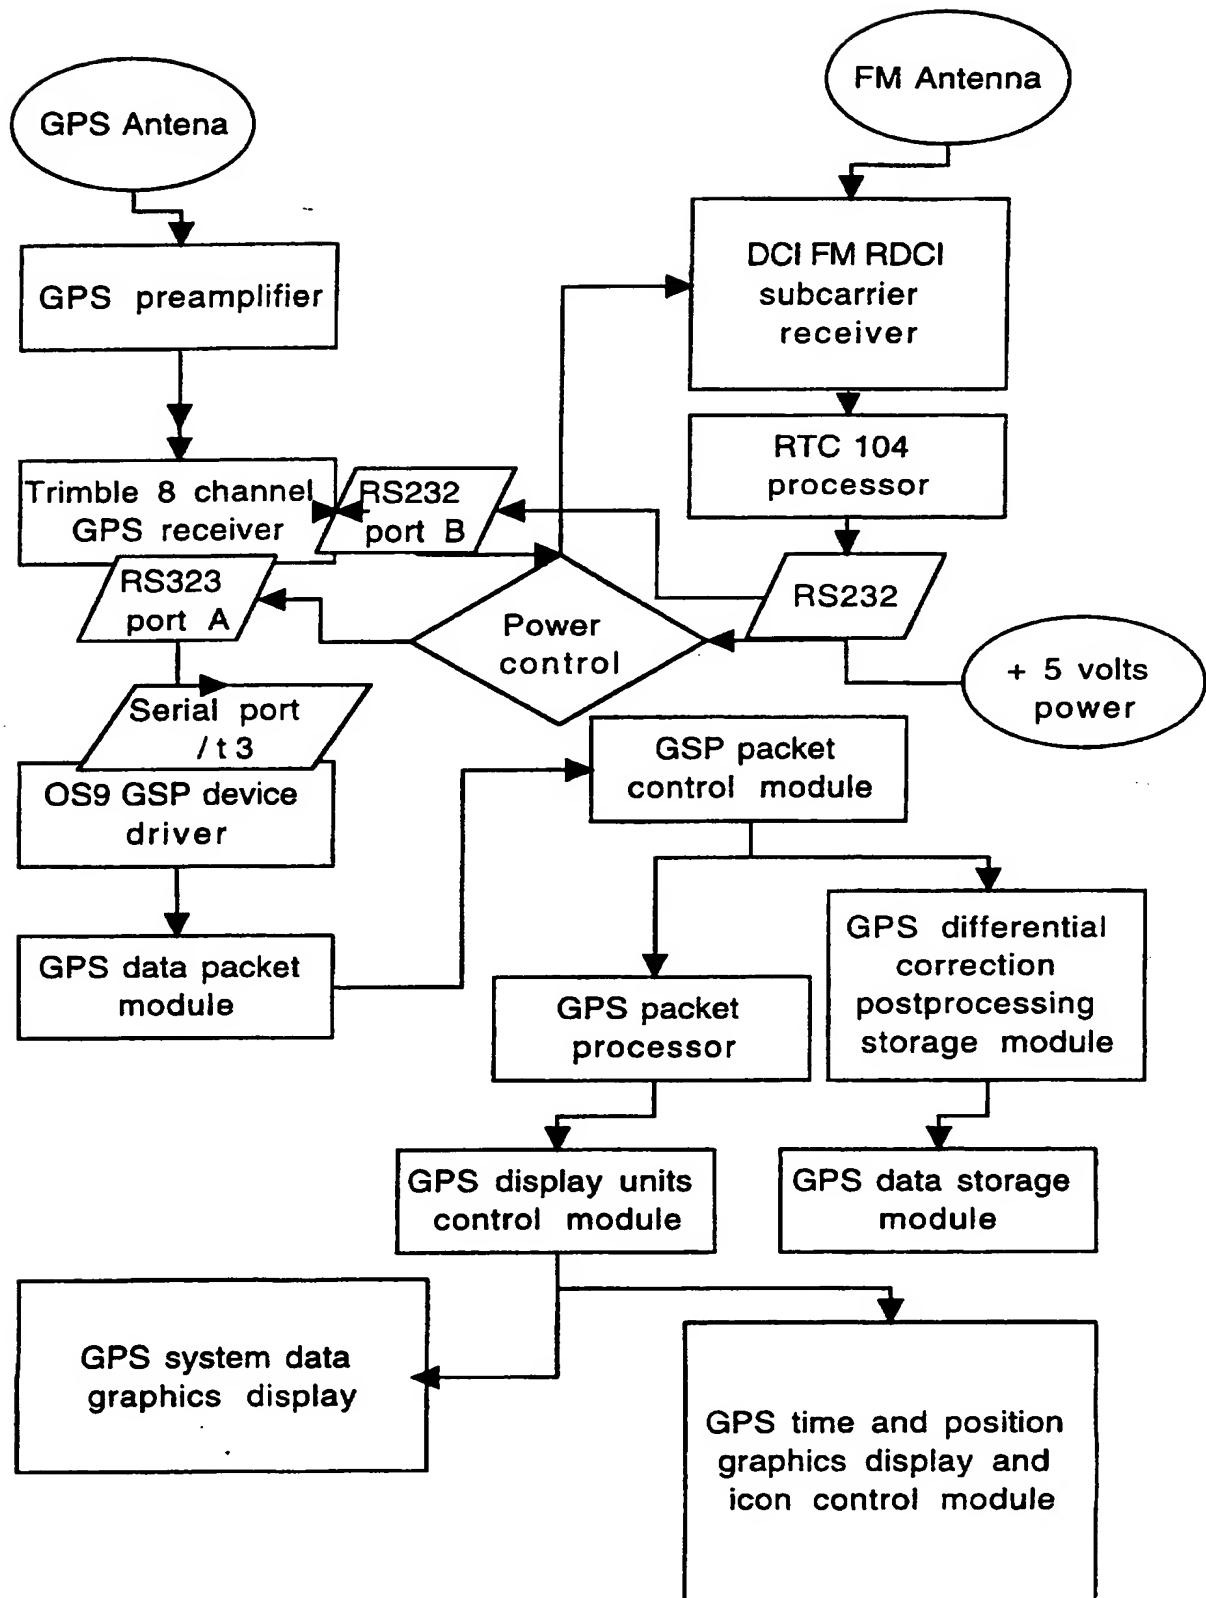 FM Antenna
GPS Antena
DCI FM RDCI
subcarrier
receiver
GPS preamplifier
RTC 104
processor
Trimble 8 channel
GPS receiver
RS232
port B
RS323
port A
RS232
Power
control
+ 5 volts
power
Serial port
/t3
GSP packet
control module
OS9 GSP device
driver
GPS differential
correction
postprocessing
storage module
GPS data packet
module
GPS packet
processor
GPS display units
control module
GPS data storage
module
GPS system data
graphics display
GPS time and position
graphics display and
icon control module